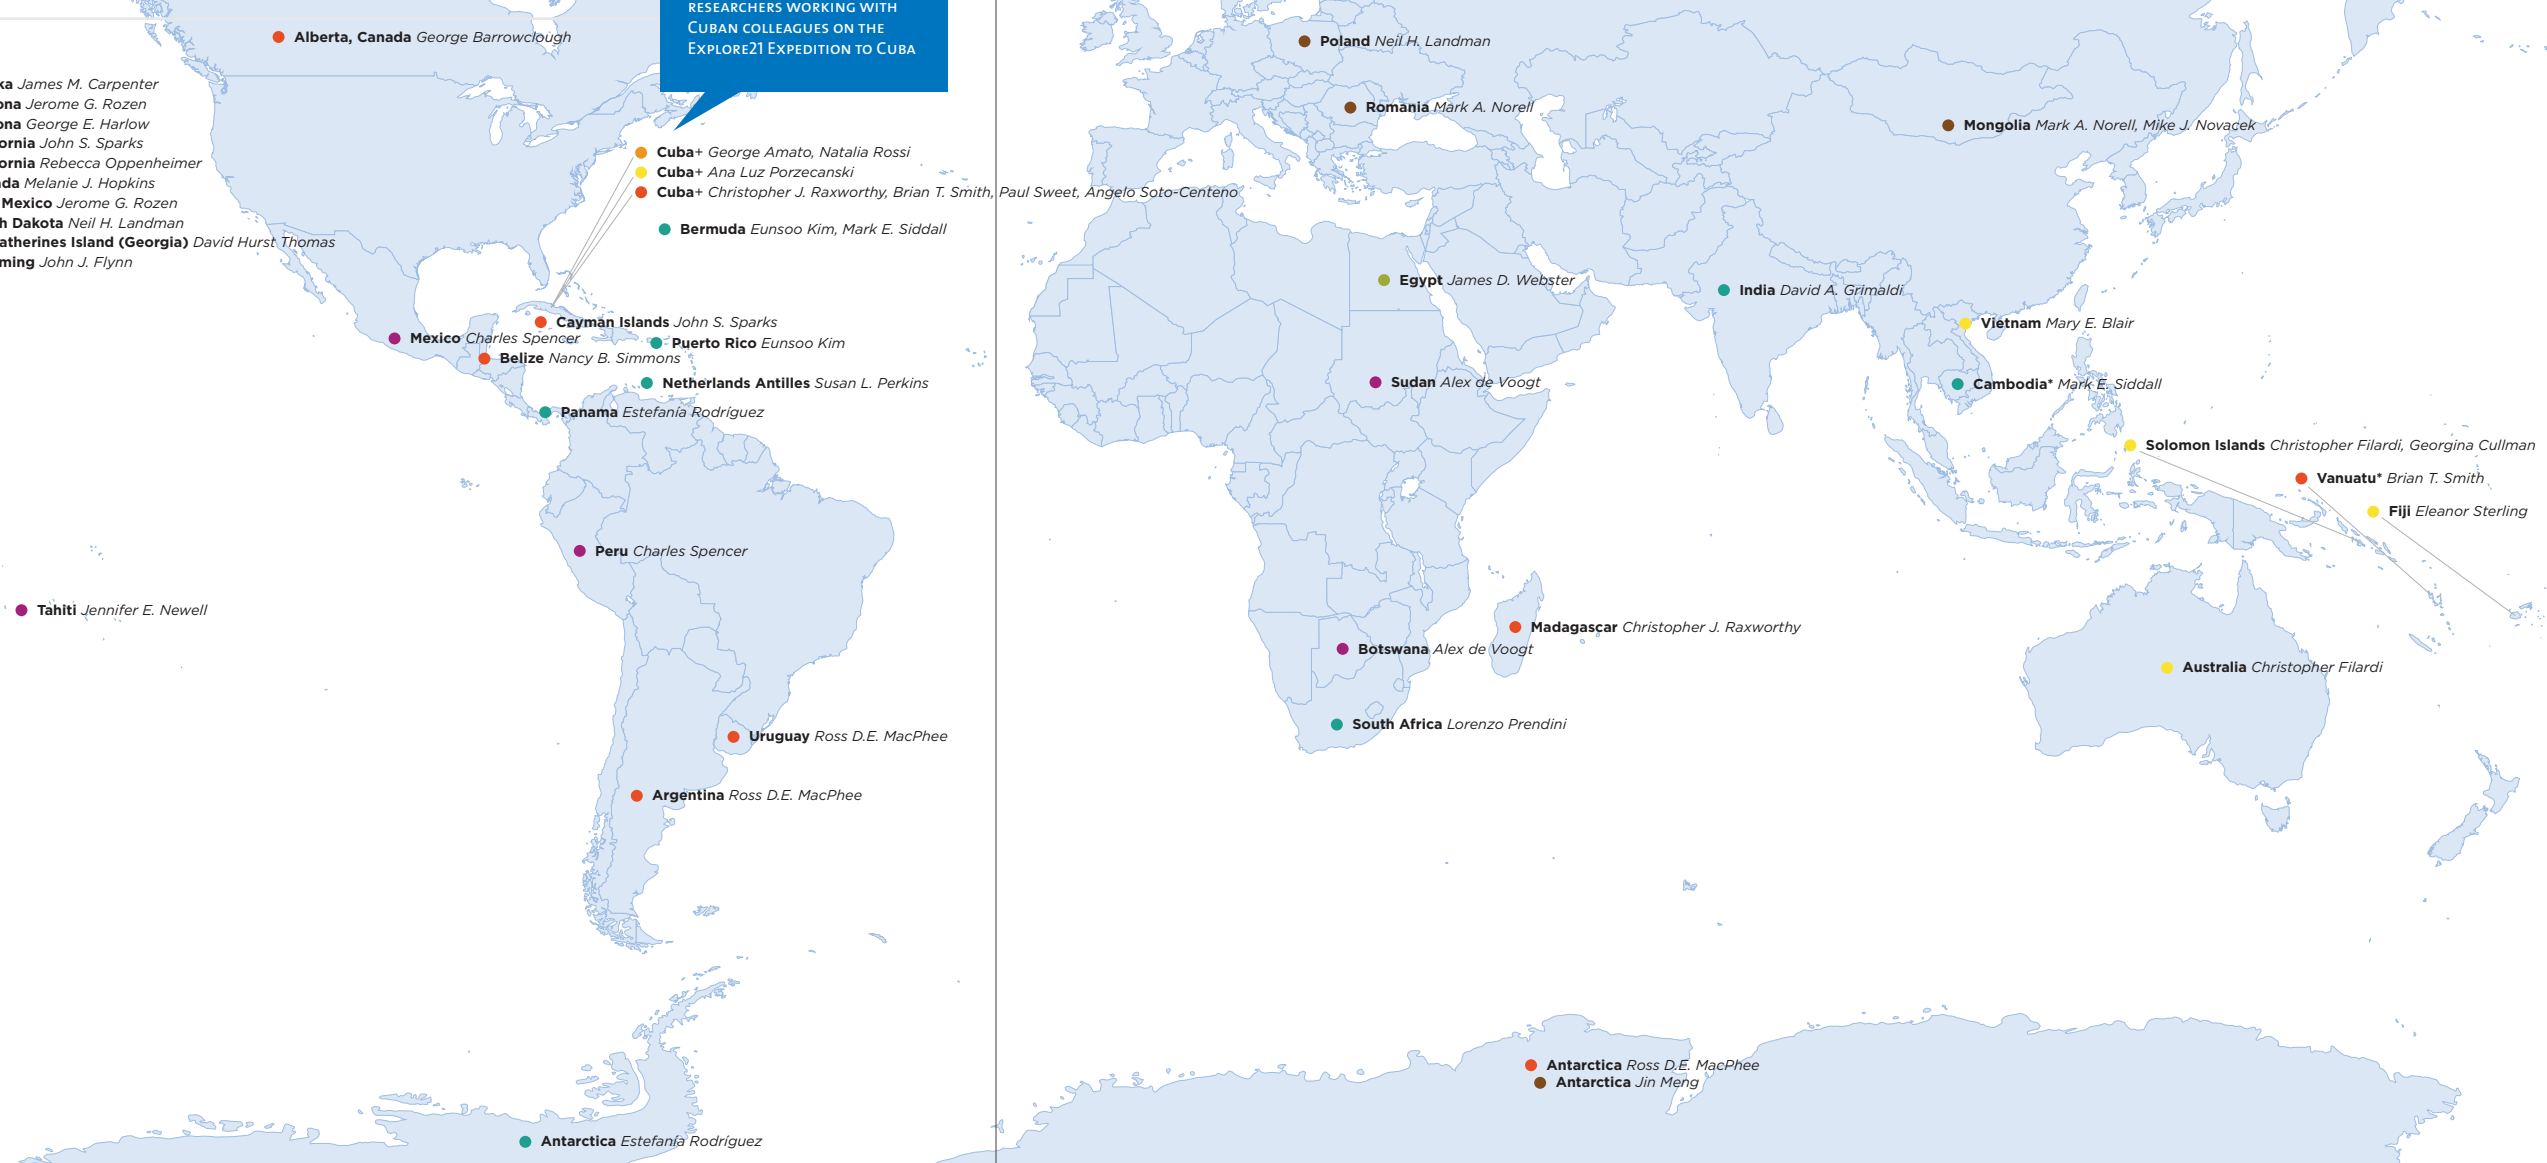 RESEARCHERS WORKING WITH
CUBAN COLLEAGUES ON THE
EXPLORE21 EXPEDITION TO CUBA
Alberta, Canada George Barrowclough
ka James M. Carpenter
ona Jerome G. Rozen
ona George E. Harlow
ornia John S. Sparks
ornia Rebecca Oppenheimer
da Melanie J. Hopkins
Mexico Jerome G. Rozen
h Dakota Neil H. Landman
atherines Island (Georgia) David Hurst Thomas
ming John J. Flynn
Cuba+ George Amato, Natalia Rossi
Cuba+ Ana Luz Porzecanski
Cuba+ Christopher J. Raxworthy, Brian T. Smith, Paul Sweet, Angelo Soto-Centeno
Bermuda Eunsoo Kim, Mark E. Siddall
Cayman Islands John S. Sparks
Mexico Charles Spencer
Puerto Rico Eunsoo Kim
Belize Nancy B. Simmons
Netherlands Antilles Susan L. Perkins
Panama Estefanía Rodríguez
Peru Charles Spencer
Tahiti Jennifer E. Newell
Uruguay Ross D.E. MacPhee
Argentina Ross D.E. MacPhee
Antarctica Estefanía Rodríguez
Poland Neil H. Landman
Romania Mark A. Norell
Mongolia Mark A. Norell, Mike J. Novacek
Egypt James D. Webster
India David A. Grimaldi
Vietnam Mary E. Blair
Sudan Alex de Voogt
Cambodia* Mark E. Siddall
Solomon Islands Christopher Filardi, Georgina Cullman
Vanuatu* Brian T. Smith
Fiji Eleanor Sterling
Madagascar Christopher J. Raxworthy
Botswana Alex de Voogt
Australia Christopher Filardi
South Africa Lorenzo Prendini
Antarctica Ross D.E. MacPhee
Antarctica Jin Meng